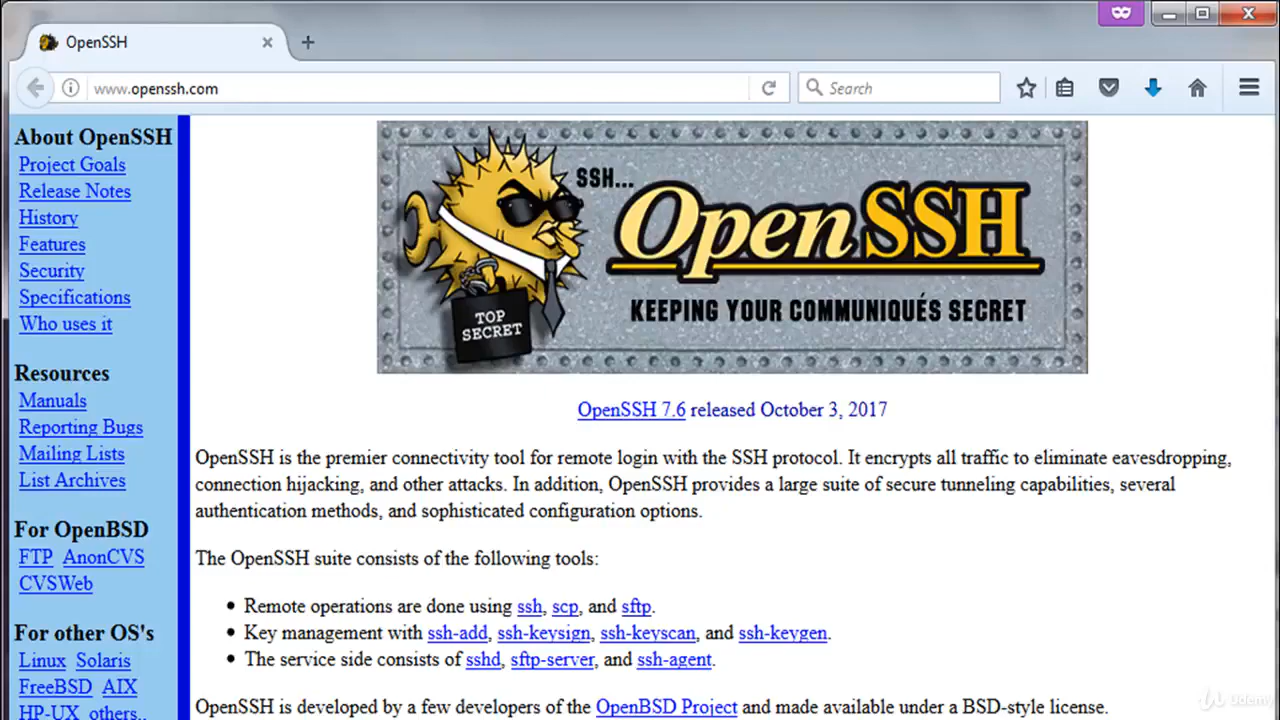 OpenSSH
www.openssh.com
Search
About OpenSSH
Project Goals
Release Notes
History
Features
Security
Specifications
Who uses it
Resources
Manuals
Reporting Bugs
Mailing Lists
List Archives
For OpenBSD
FTP AnonCVS
CVSWeb
For other OS's
Linux Solaris
FreeBSD AIX
HP-UX others..
SSH...
OpenSSH
KEEPING YOUR COMMUNIQUÉS SECRET
TOP
SECRET
OpenSSH 7.6 released October 3, 2017
OpenSSH is the premier connectivity tool for remote login with the SSH protocol. It encrypts all traffic to eliminate eavesdropping,
connection hijacking, and other attacks. In addition, OpenSSH provides a large suite of secure tunneling capabilities, several
authentication methods, and sophisticated configuration options.
The OpenSSH suite consists of the following tools:
• Remote operations are done using ssh, scp, and sftp.
• Key management with ssh-add, ssh-keysign, ssh-keyscan, and ssh-keygen.
• The service side consists of sshd, sftp-server, and ssh-agent.
OpenSSH is developed by a few developers of the OpenBSD Project and made available under a BSD-style license.
Udemy